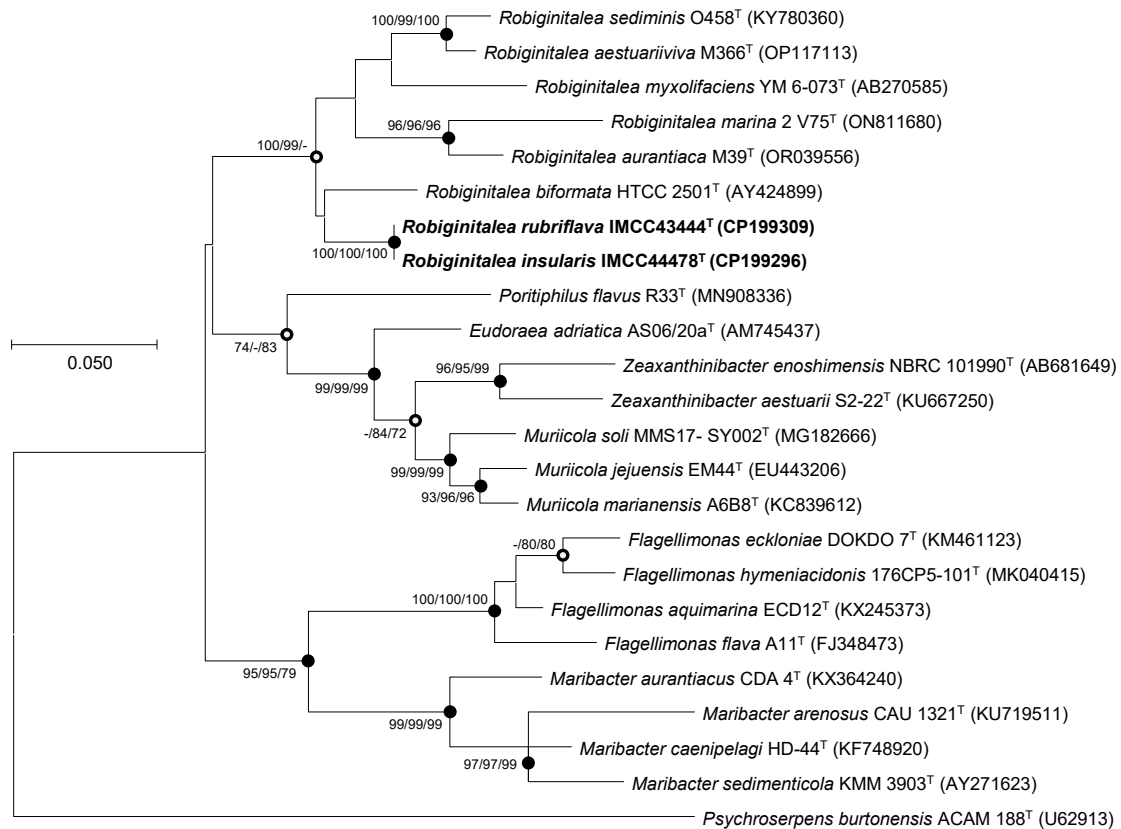 100/99/100
Robiginitalea sediminis O458ᵀ (KY780360)
Robiginitalea aestuariiviva M366ᵀ (OP117113)
Robiginitalea myxolifaciens YM 6-073ᵀ (AB270585)
96/96/96
Robiginitalea marina 2 V75ᵀ (ON811680)
100/99/-
Robiginitalea aurantiaca M39ᵀ (OR039556)
Robiginitalea biformata HTCC 2501ᵀ (AY424899)
Robiginitalea rubriflava IMCC43444ᵀ (CP199309)
100/100/100
Robiginitalea insularis IMCC44478ᵀ (CP199296)
Poritiphilus flavus R33ᵀ (MN908336)
Eudoraea adriatica AS06/20aᵀ (AM745437)
74/-/83
0.050
96/95/99
Zeaxanthinibacter enoshimensis NBRC 101990ᵀ (AB681649)
99/99/99
Zeaxanthinibacter aestuarii S2-22ᵀ (KU667250)
-/84/72
Muriicola soli MMS17- SY002ᵀ (MG182666)
99/99/99
Muriicola jejuensis EM44ᵀ (EU443206)
93/96/96
Muriicola marianensis A6B8ᵀ (KC839612)
-/80/80
Flagellimonas eckloniae DOKDO 7ᵀ (KM461123)
Flagellimonas hymeniacidonis 176CP5-101ᵀ (MK040415)
100/100/100
Flagellimonas aquimarina ECD12ᵀ (KX245373)
Flagellimonas flava A11ᵀ (FJ348473)
95/95/79
Maribacter aurantiacus CDA 4ᵀ (KX364240)
Maribacter arenosus CAU 1321ᵀ (KU719511)
99/99/99
Maribacter caenipelagi HD-44ᵀ (KF748920)
97/97/99
Maribacter sedimenticola KMM 3903ᵀ (AY271623)
Psychroserpens burtonensis ACAM 188ᵀ (U62913)